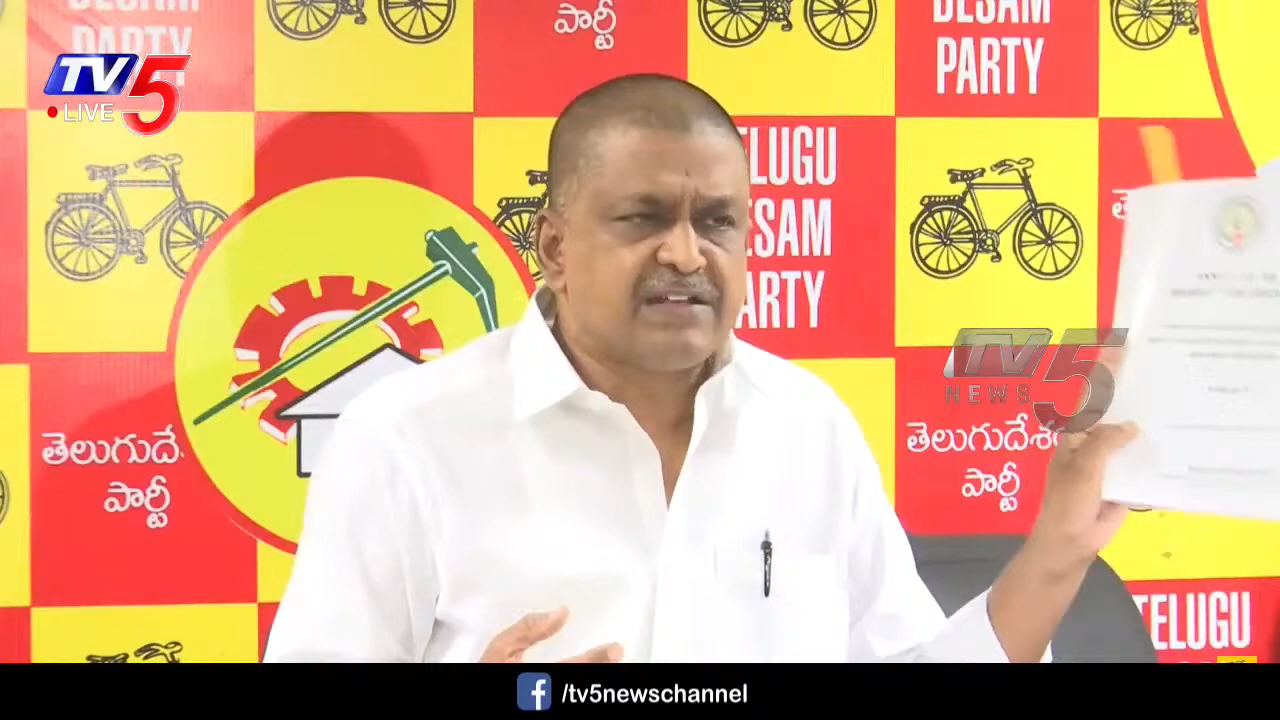 DESAM
PARTY
పార్టీ
DESAM
PARTY
TV5
LIVE
TELUGU
DESAM
PARTY
TV5
NEWS
తెలుగుదే
పార్టీ
తెలుగుదేశం
పార్టీ
TELUGU
/tv5newschannel